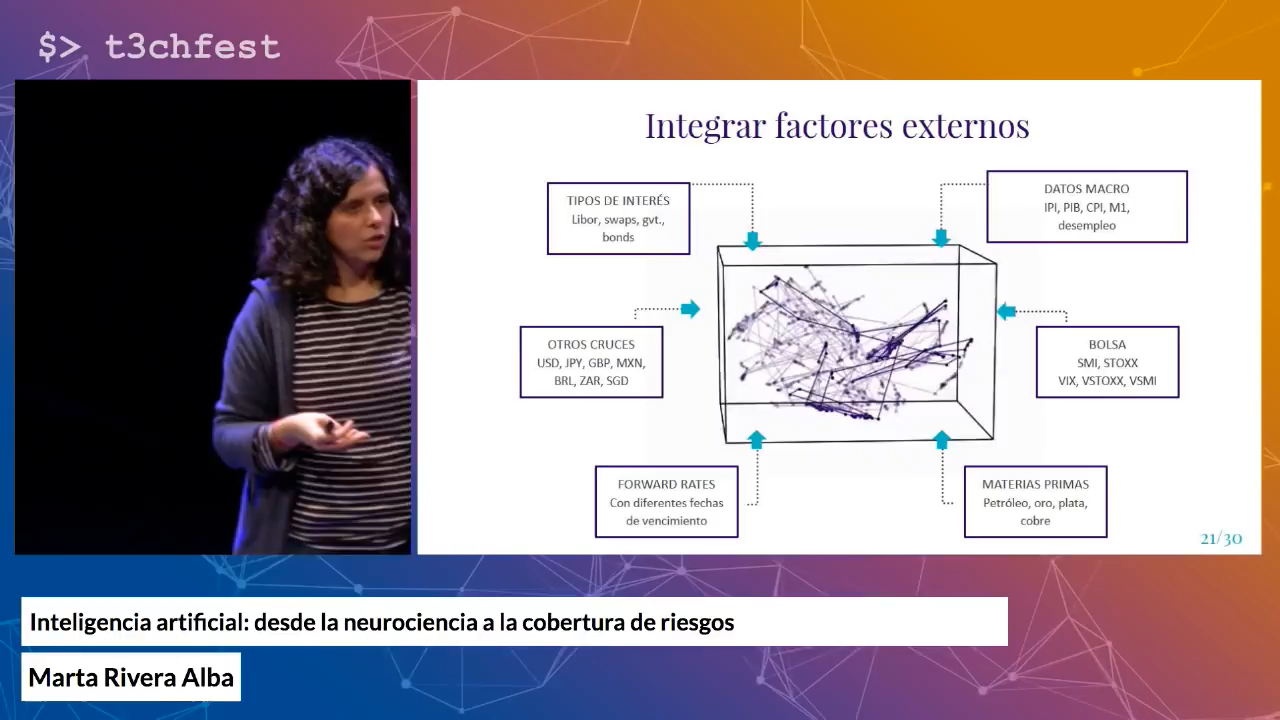 $> t3chfest
Integrar factores externos
TIPOS DE INTERÉS
Libor, swaps, gvt.,
bonds
DATOS MACRO
IPI, PIB, CPI, M1,
desempleo
OTROS CRUCES
USD, JPY, GBP, MXN,
BRL, ZAR, SGD
BOLSA
SMI, STOXX
VIX, VSTOXX, VSMI
FORWARD RATES
Con diferentes fechas
de vencimiento
MATERIAS PRIMAS
Petróleo, oro, plata,
cobre
21/30
Inteligencia artificial: desde la neurociencia a la cobertura de riesgos
Marta Rivera Alba